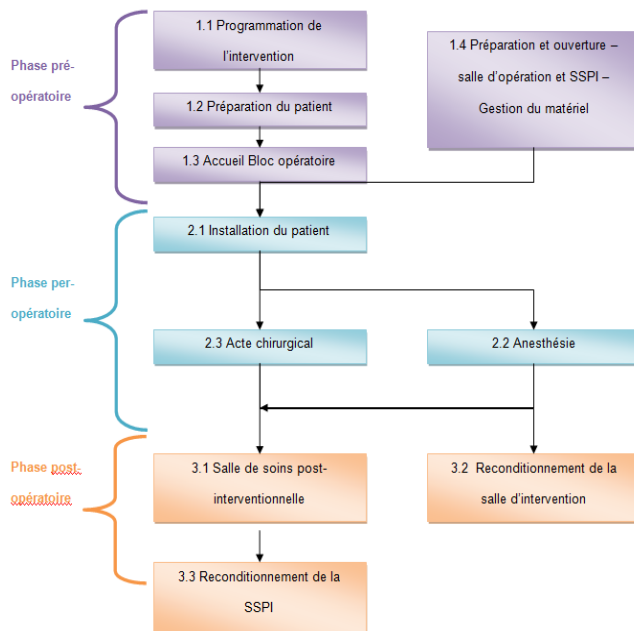 Phase pré-
opératoire
1.1 Programmation de
l'intervention
1.2 Préparation du patient
1.3 Accueil Bloc opératoire
1.4 Préparation et ouverture –
salle d'opération et SSPI –
Gestion du matériel
Phase per-
opératoire
2.1 Installation du patient
2.3 Acte chirurgical
2.2 Anesthésie
Phase post-
opératoire
3.1 Salle de soins post-
interventionnelle
3.2 Reconditionnement de la
salle d'intervention
3.3 Reconditionnement de la
SSPI